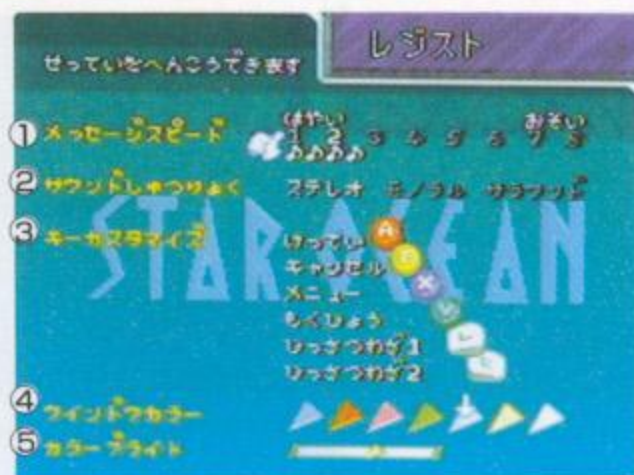 レジスト
せっていをへんこうできます
はやい おそい
① メッセージスピード 1 2 3 4 5 6 7 8
② サウンドしゅつりょく ステレオ モノラル サラウンド
STAR OCEAN
③ キーカスタマイズ けってい A
キャンセル B
メニュー X
もくひょう Y
ひっさつわざ1 L
ひっさつわざ2
④ ウインドウカラー
⑤ カラーブライト